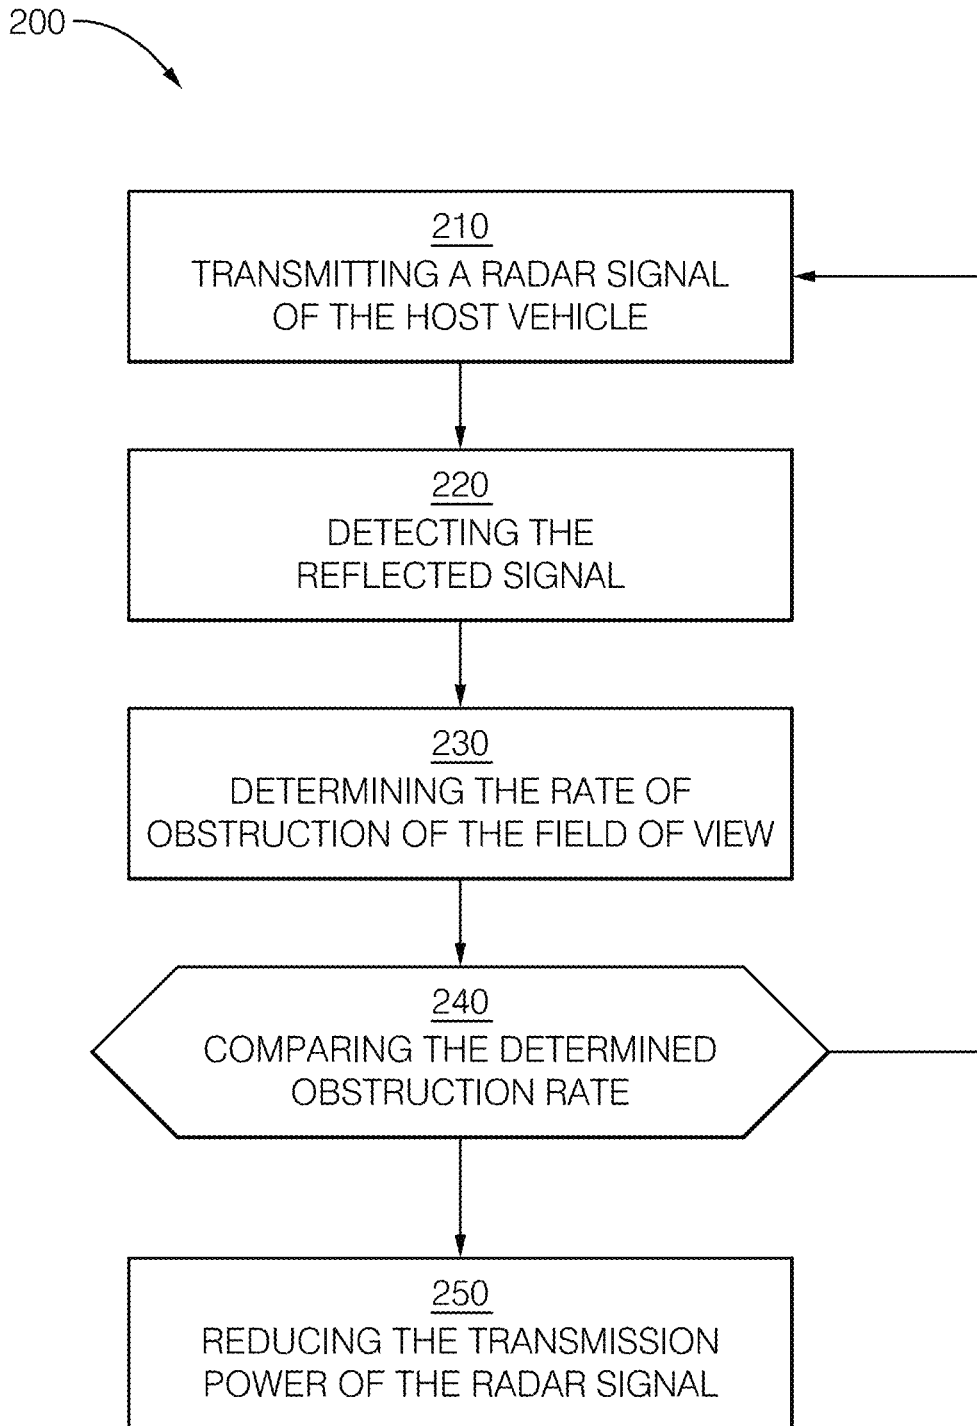 200
210
TRANSMITTING A RADAR SIGNAL
OF THE HOST VEHICLE
220
DETECTING THE
REFLECTED SIGNAL
230
DETERMINING THE RATE OF
OBSTRUCTION OF THE FIELD OF VIEW
240
COMPARING THE DETERMINED
OBSTRUCTION RATE
250
REDUCING THE TRANSMISSION
POWER OF THE RADAR SIGNAL